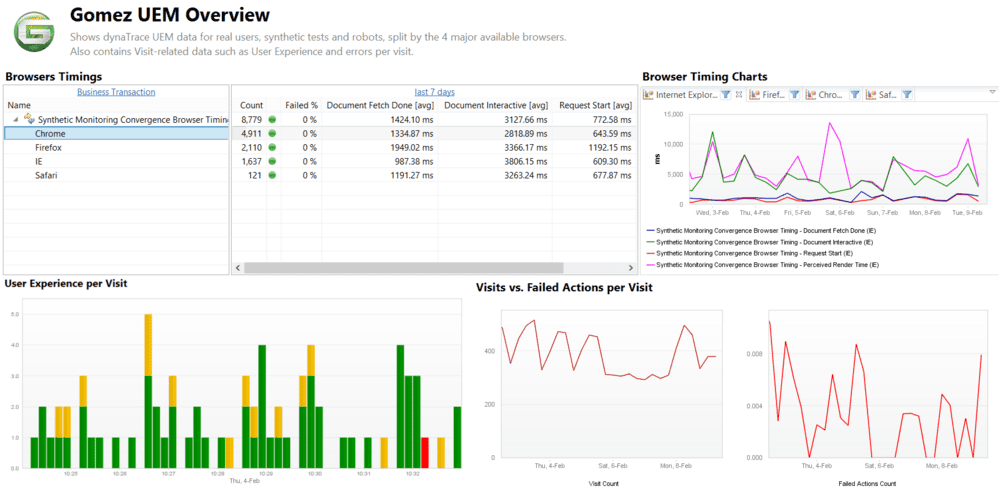 Gomez UEM Overview
Shows dynaTrace UEM data for real users, synthetic tests and robots, split by the 4 major available browsers.
Also contains Visit-related data such as User Experience and errors per visit.
Browsers Timings
Business Transaction
last 7 days
Name
Count Failed % Document Fetch Done [avg] Document Interactive [avg] Request Start [avg]
Synthetic Monitoring Convergence Browser Timin 8,779 0 % 1424.10 ms 3127.66 ms 772.58 ms
Chrome 4,911 0 % 1334.87 ms 2818.89 ms 643.59 ms
Firefox 2,110 0 % 1949.02 ms 3366.17 ms 1192.15 ms
IE 1,637 0 % 987.38 ms 3806.15 ms 609.30 ms
Safari 121 0 % 1191.27 ms 3263.24 ms 677.87 ms
Browser Timing Charts
Internet Explor... Firef... Chro... Saf...
15,000
10,000
5,000
0
ms
Wed, 3-Feb Thu, 4-Feb Fri, 5-Feb Sat, 6-Feb Sun, 7-Feb Mon, 8-Feb Tue, 9-Feb
Synthetic Monitoring Convergence Browser Timing - Document Fetch Done (IE)
Synthetic Monitoring Convergence Browser Timing - Document Interactive (IE)
Synthetic Monitoring Convergence Browser Timing - Request Start (IE)
Synthetic Monitoring Convergence Browser Timing - Perceived Render Time (IE)
User Experience per Visit
5.0
4.0
3.0
2.0
1.0
0.0
10:25 10:26 10:27 10:28 10:29 10:30 10:31 10:32
Thu, 4-Feb
Visits vs. Failed Actions per Visit
400
200
0
Thu, 4-Feb Sat, 6-Feb Mon, 8-Feb
Visit Count
0.008
0.004
0.000
Thu, 4-Feb Sat, 6-Feb Mon, 8-Feb
Failed Actions Count